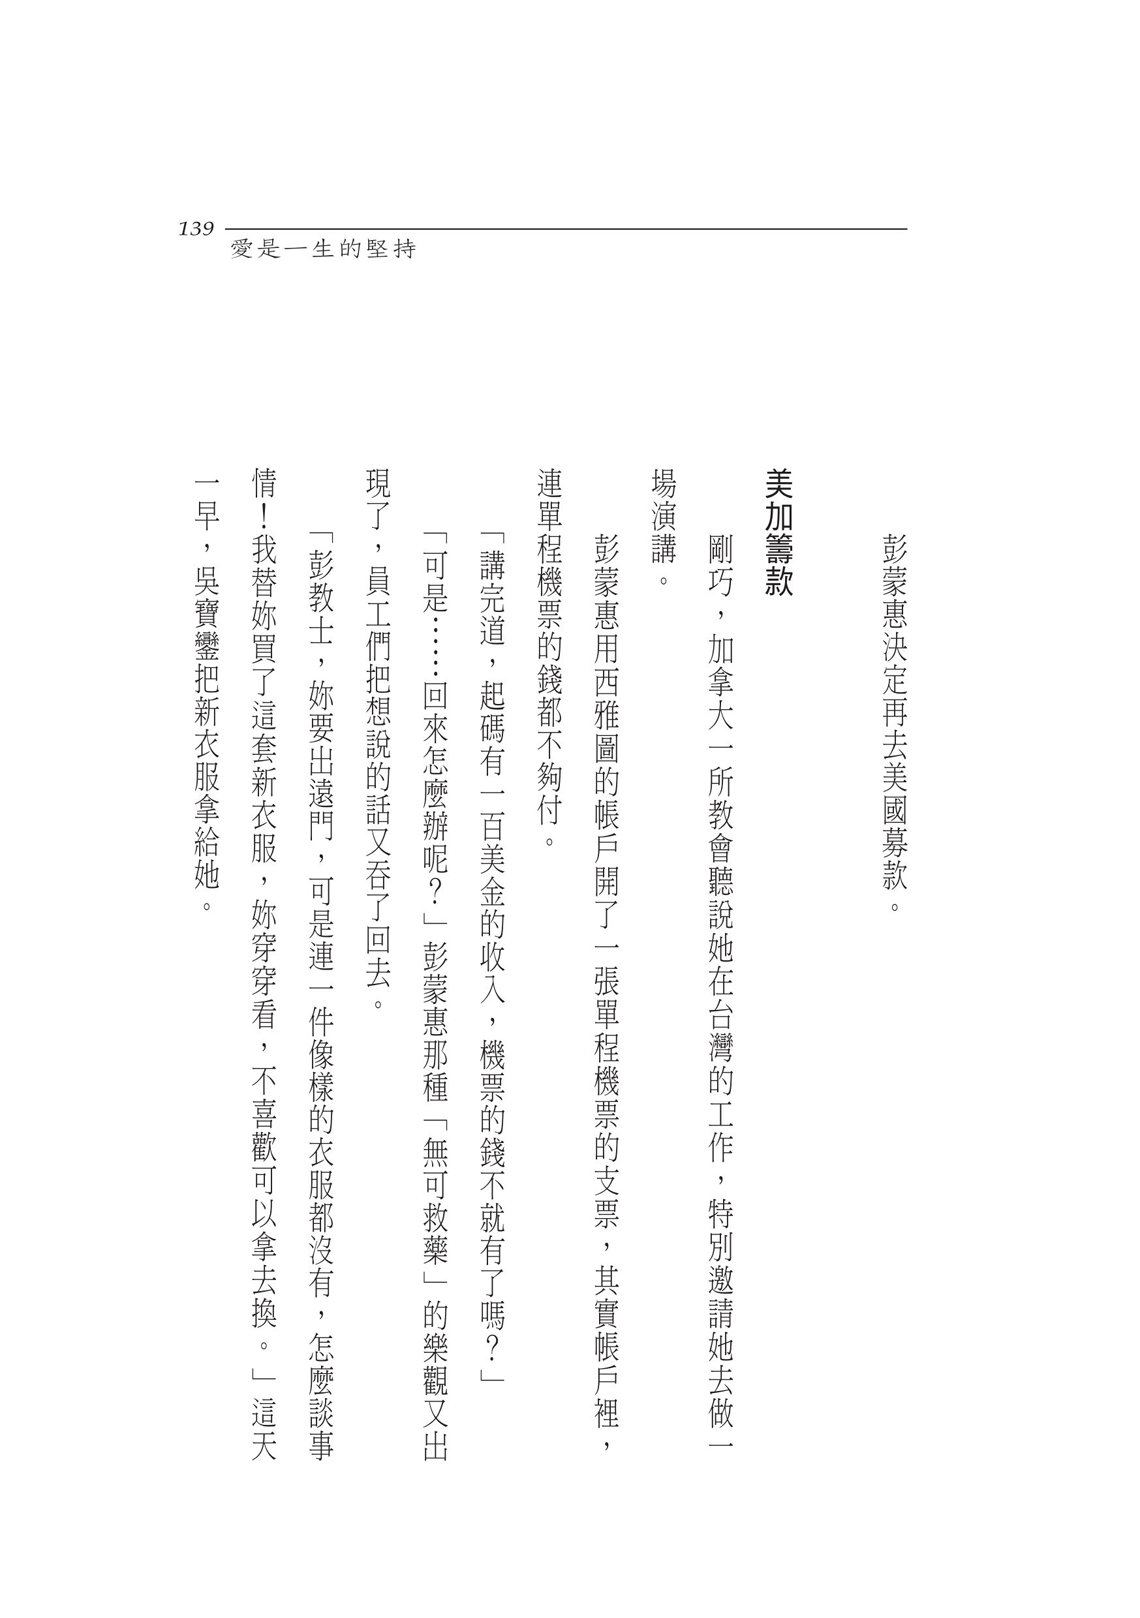 139
愛是一生的堅持
彭蒙惠決定再去美國募款。
美加籌款
剛巧，加拿大一所教會聽說她在台灣的工作，特別邀請她去做一
場演講。
彭蒙惠用西雅圖的帳戶開了一張單程機票的支票，其實帳戶裡，
連單程機票的錢都不夠付。
「講完道，起碼有一百美金的收入，機票的錢不就有了嗎？」
「可是……回來怎麼辦呢？」彭蒙惠那種「無可救藥」的樂觀又出
現了，員工們把想說的話又吞了回去。
「彭教士，妳要出遠門，可是連一件像樣的衣服都沒有，怎麼談事
情！我替妳買了這套新衣服，妳穿穿看，不喜歡可以拿去換。」這天
一早，吳寶鑾把新衣服拿給她。